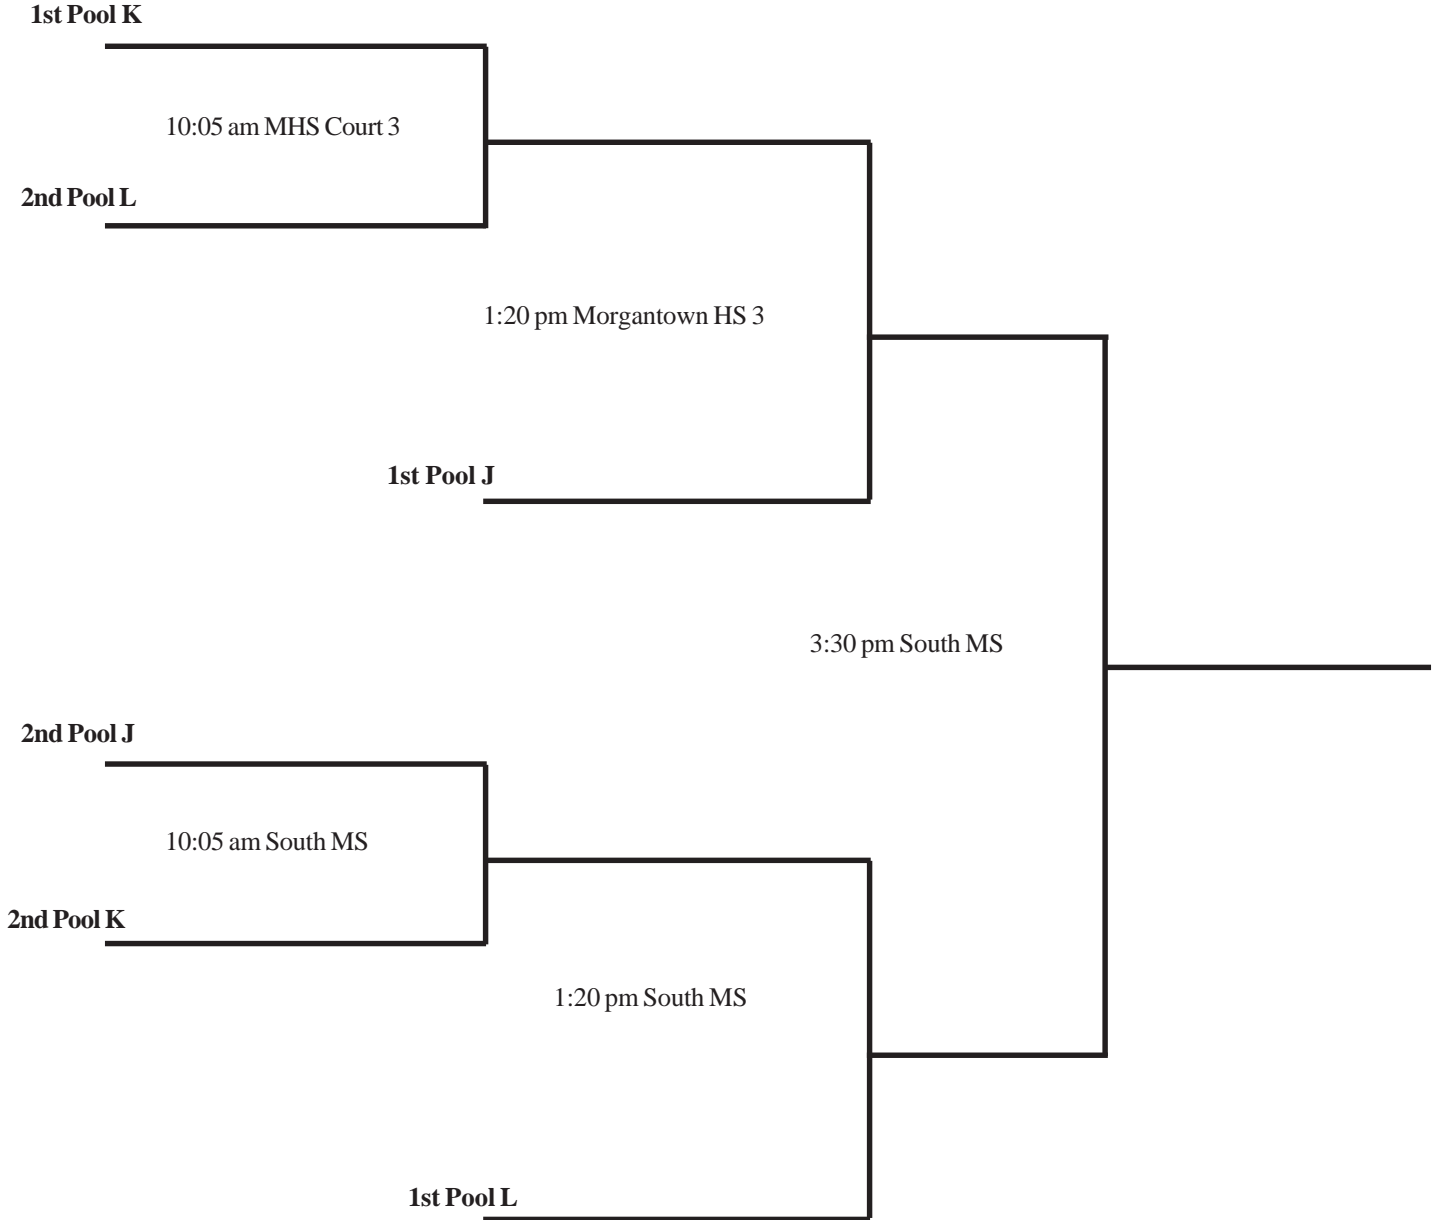 1st Pool K
10:05 am MHS Court 3
2nd Pool L
1:20 pm Morgantown HS 3
1st Pool J
3:30 pm South MS
2nd Pool J
10:05 am South MS
2nd Pool K
1:20 pm South MS
1st Pool L